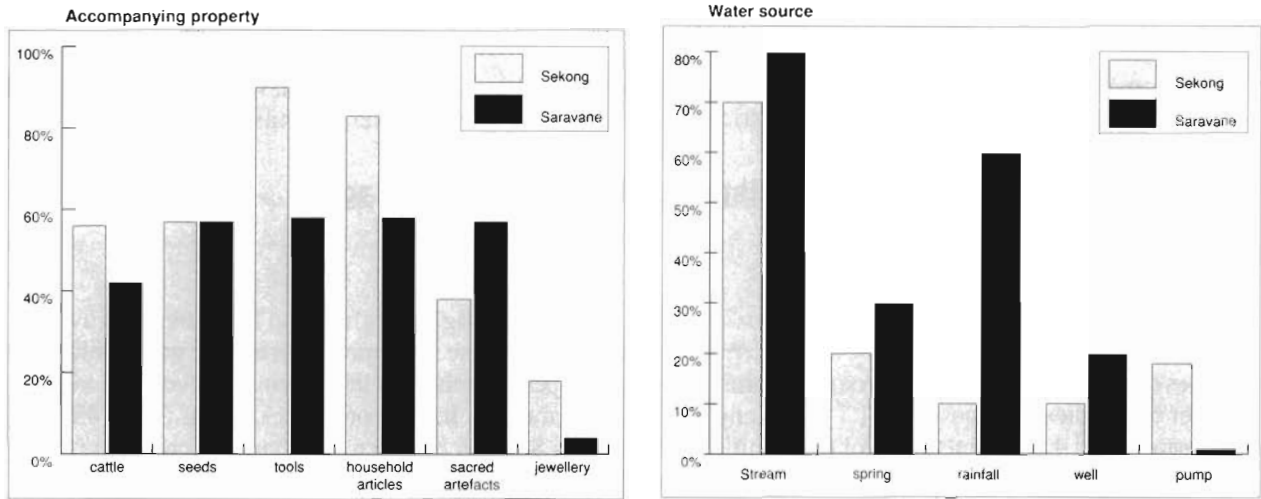 Accompanying property
100%
80%
60%
40%
20%
0%
Sekong
Saravane
cattle
seeds
tools
household
articles
sacred
artefacts
jewellery
Water source
80%
70%
60%
50%
40%
30%
20%
10%
0%
Sekong
Saravane
Stream
spring
rainfall
well
pump